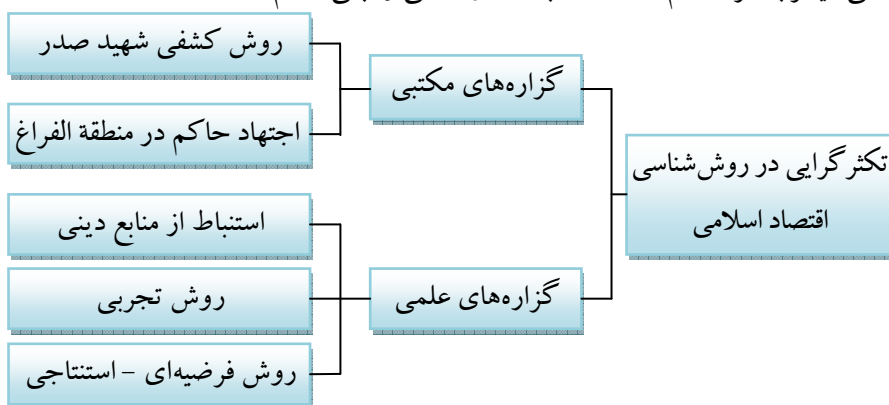 روش کشفی شهید صدر
گزاره‌های مکتبی
اجتهاد حاکم در منطقة الفراغ
تکثرگرایی در روش‌شناسی
اقتصاد اسلامی
استنباط از منابع دینی
گزاره‌های علمی
روش تجربی
روش فرضیه‌ای – استنتاجی